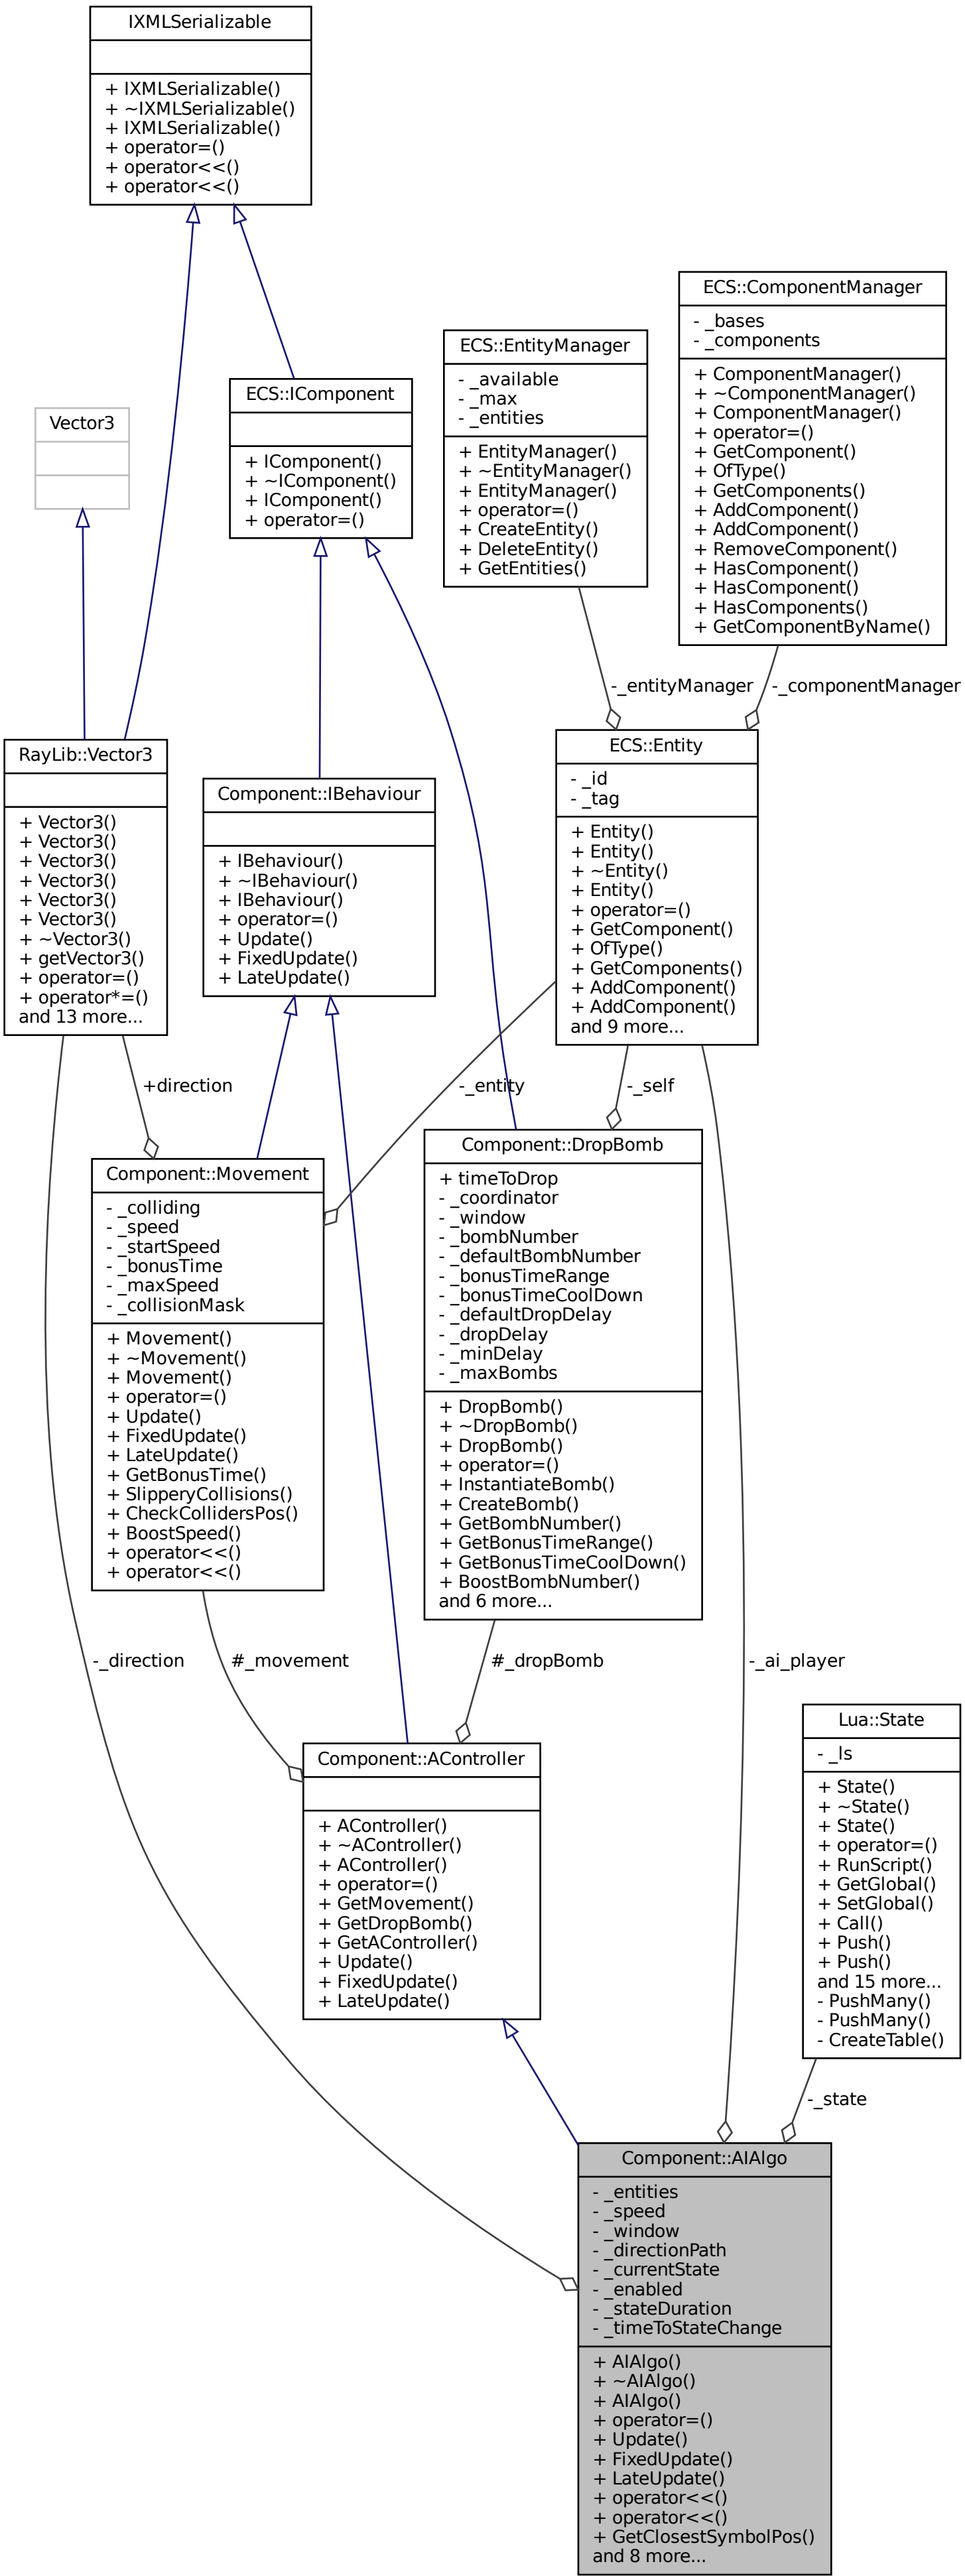 IXMLSerializable
+ IXMLSerializable()
+ ~IXMLSerializable()
+ IXMLSerializable()
+ operator=()
+ operator<<()
+ operator<<()
ECS::ComponentManager
- _bases
- _components
+ ComponentManager()
+ ~ComponentManager()
+ ComponentManager()
+ operator=()
+ GetComponent()
+ OfType()
+ GetComponents()
+ AddComponent()
+ AddComponent()
+ RemoveComponent()
+ HasComponent()
+ HasComponent()
+ HasComponents()
+ GetComponentByName()
ECS::EntityManager
- _available
- _max
- _entities
+ EntityManager()
+ ~EntityManager()
+ EntityManager()
+ operator=()
+ CreateEntity()
+ DeleteEntity()
+ GetEntities()
ECS::IComponent
+ IComponent()
+ ~IComponent()
+ IComponent()
+ operator=()
Vector3
-_entityManager
-_componentManager
RayLib::Vector3
+ Vector3()
+ Vector3()
+ Vector3()
+ Vector3()
+ Vector3()
+ Vector3()
+ ~Vector3()
+ getVector3()
+ operator=()
+ operator*=()
and 13 more...
Component::IBehaviour
+ IBehaviour()
+ ~IBehaviour()
+ IBehaviour()
+ operator=()
+ Update()
+ FixedUpdate()
+ LateUpdate()
ECS::Entity
- _id
- _tag
+ Entity()
+ Entity()
+ ~Entity()
+ Entity()
+ operator=()
+ GetComponent()
+ OfType()
+ GetComponents()
+ AddComponent()
+ AddComponent()
and 9 more...
+direction
-_entity
-_self
Component::Movement
- _colliding
- _speed
- _startSpeed
- _bonusTime
- _maxSpeed
- _collisionMask
+ Movement()
+ ~Movement()
+ Movement()
+ operator=()
+ Update()
+ FixedUpdate()
+ LateUpdate()
+ GetBonusTime()
+ SlipperyCollisions()
+ CheckCollidersPos()
+ BoostSpeed()
+ operator<<()
+ operator<<()
Component::DropBomb
+ timeToDrop
- _coordinator
- _window
- _bombNumber
- _defaultBombNumber
- _bonusTimeRange
- _bonusTimeCoolDown
- _defaultDropDelay
- _dropDelay
- _minDelay
- _maxBombs
+ DropBomb()
+ ~DropBomb()
+ DropBomb()
+ operator=()
+ InstantiateBomb()
+ CreateBomb()
+ GetBombNumber()
+ GetBonusTimeRange()
+ GetBonusTimeCoolDown()
+ BoostBombNumber()
and 6 more...
-_direction
#_movement
#_dropBomb
-_ai_player
Component::AController
+ AController()
+ ~AController()
+ AController()
+ operator=()
+ GetMovement()
+ GetDropBomb()
+ GetAController()
+ Update()
+ FixedUpdate()
+ LateUpdate()
Lua::State
- _ls
+ State()
+ ~State()
+ State()
+ operator=()
+ RunScript()
+ GetGlobal()
+ SetGlobal()
+ Call()
+ Push()
+ Push()
and 15 more...
- PushMany()
- PushMany()
- CreateTable()
-_state
Component::AIAlgo
- _entities
- _speed
- _window
- _directionPath
- _currentState
- _enabled
- _stateDuration
- _timeToStateChange
+ AIAlgo()
+ ~AIAlgo()
+ AIAlgo()
+ operator=()
+ Update()
+ FixedUpdate()
+ LateUpdate()
+ operator<<()
+ operator<<()
+ GetClosestSymbolPos()
and 8 more...